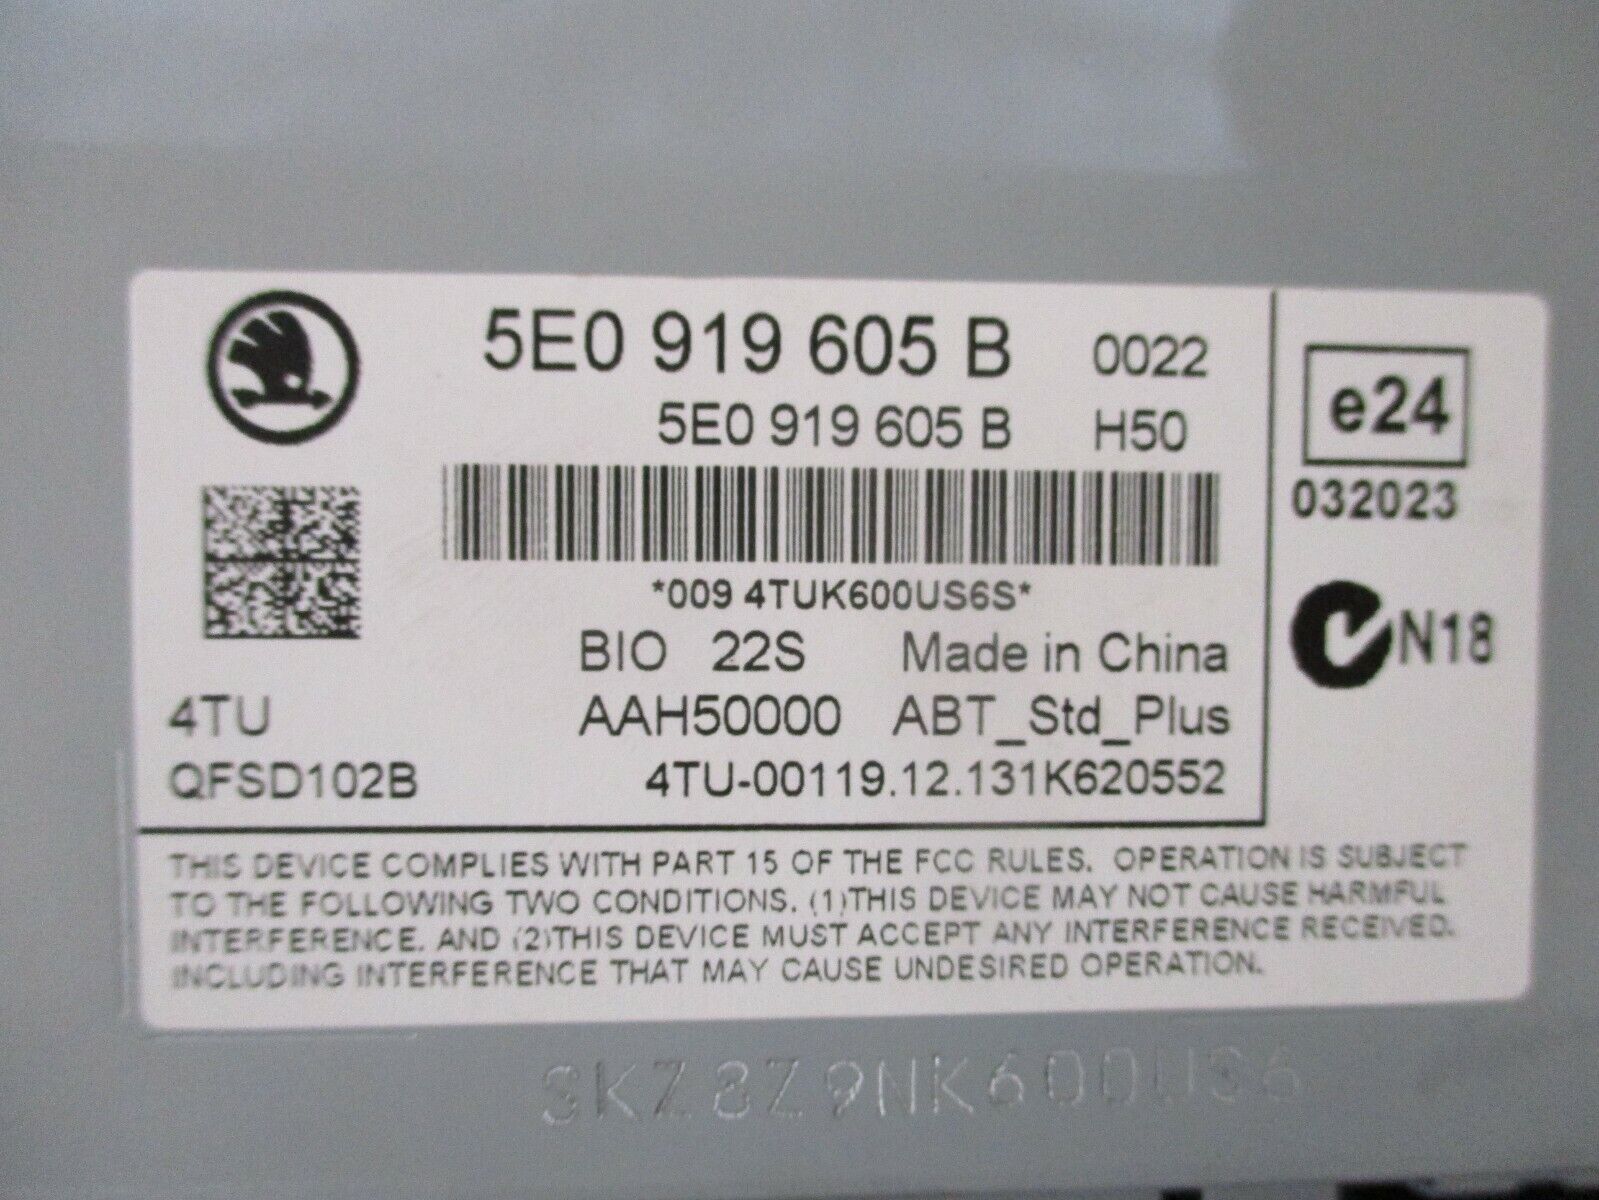 5E0 919 605 B 0022
5E0 919 605 B H50
*009 4TUK600US6S*
BIO 22S Made in China
4TU AAH50000 ABT_Std_Plus
QFSD102B 4TU-00119.12.131K620552
e24
032023
N18
THIS DEVICE COMPLIES WITH PART 15 OF THE FCC RULES. OPERATION IS SUBJECT
TO THE FOLLOWING TWO CONDITIONS. (1)THIS DEVICE MAY NOT CAUSE HARMFUL
INTERFERENCE. AND (2)THIS DEVICE MUST ACCEPT ANY INTERFERENCE RECEIVED.
INCLUDING INTERFERENCE THAT MAY CAUSE UNDESIRED OPERATION.
SKZ8Z9NK600US6